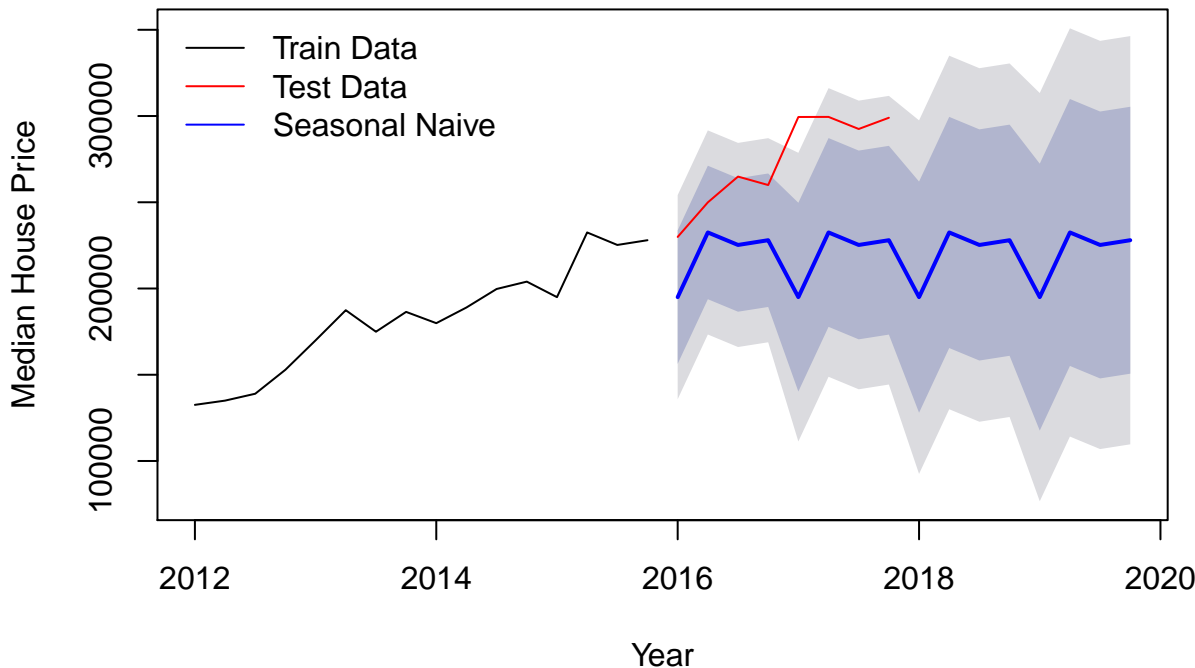 Train Data
Test Data
Seasonal Naive
Median House Price
300000
200000
100000
2012 2014 2016 2018 2020
Year